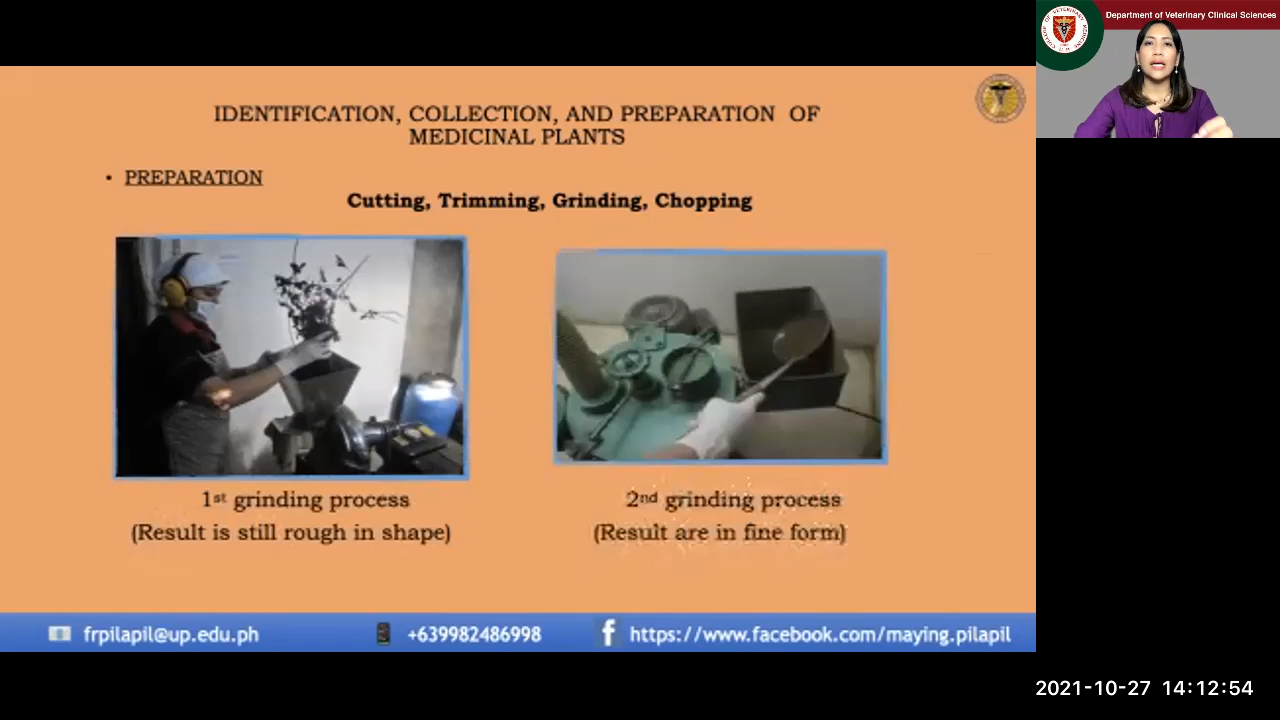 Department of Veterinary Clinical Sciences
IDENTIFICATION, COLLECTION, AND PREPARATION OF
MEDICINAL PLANTS
• PREPARATION
Cutting, Trimming, Grinding, Chopping
1st grinding process
(Result is still rough in shape)
2nd grinding process
(Result are in fine form)
frpilapil@up.edu.ph
+639982486998
https://www.facebook.com/maying.pilapil
2021-10-27 14:12:54